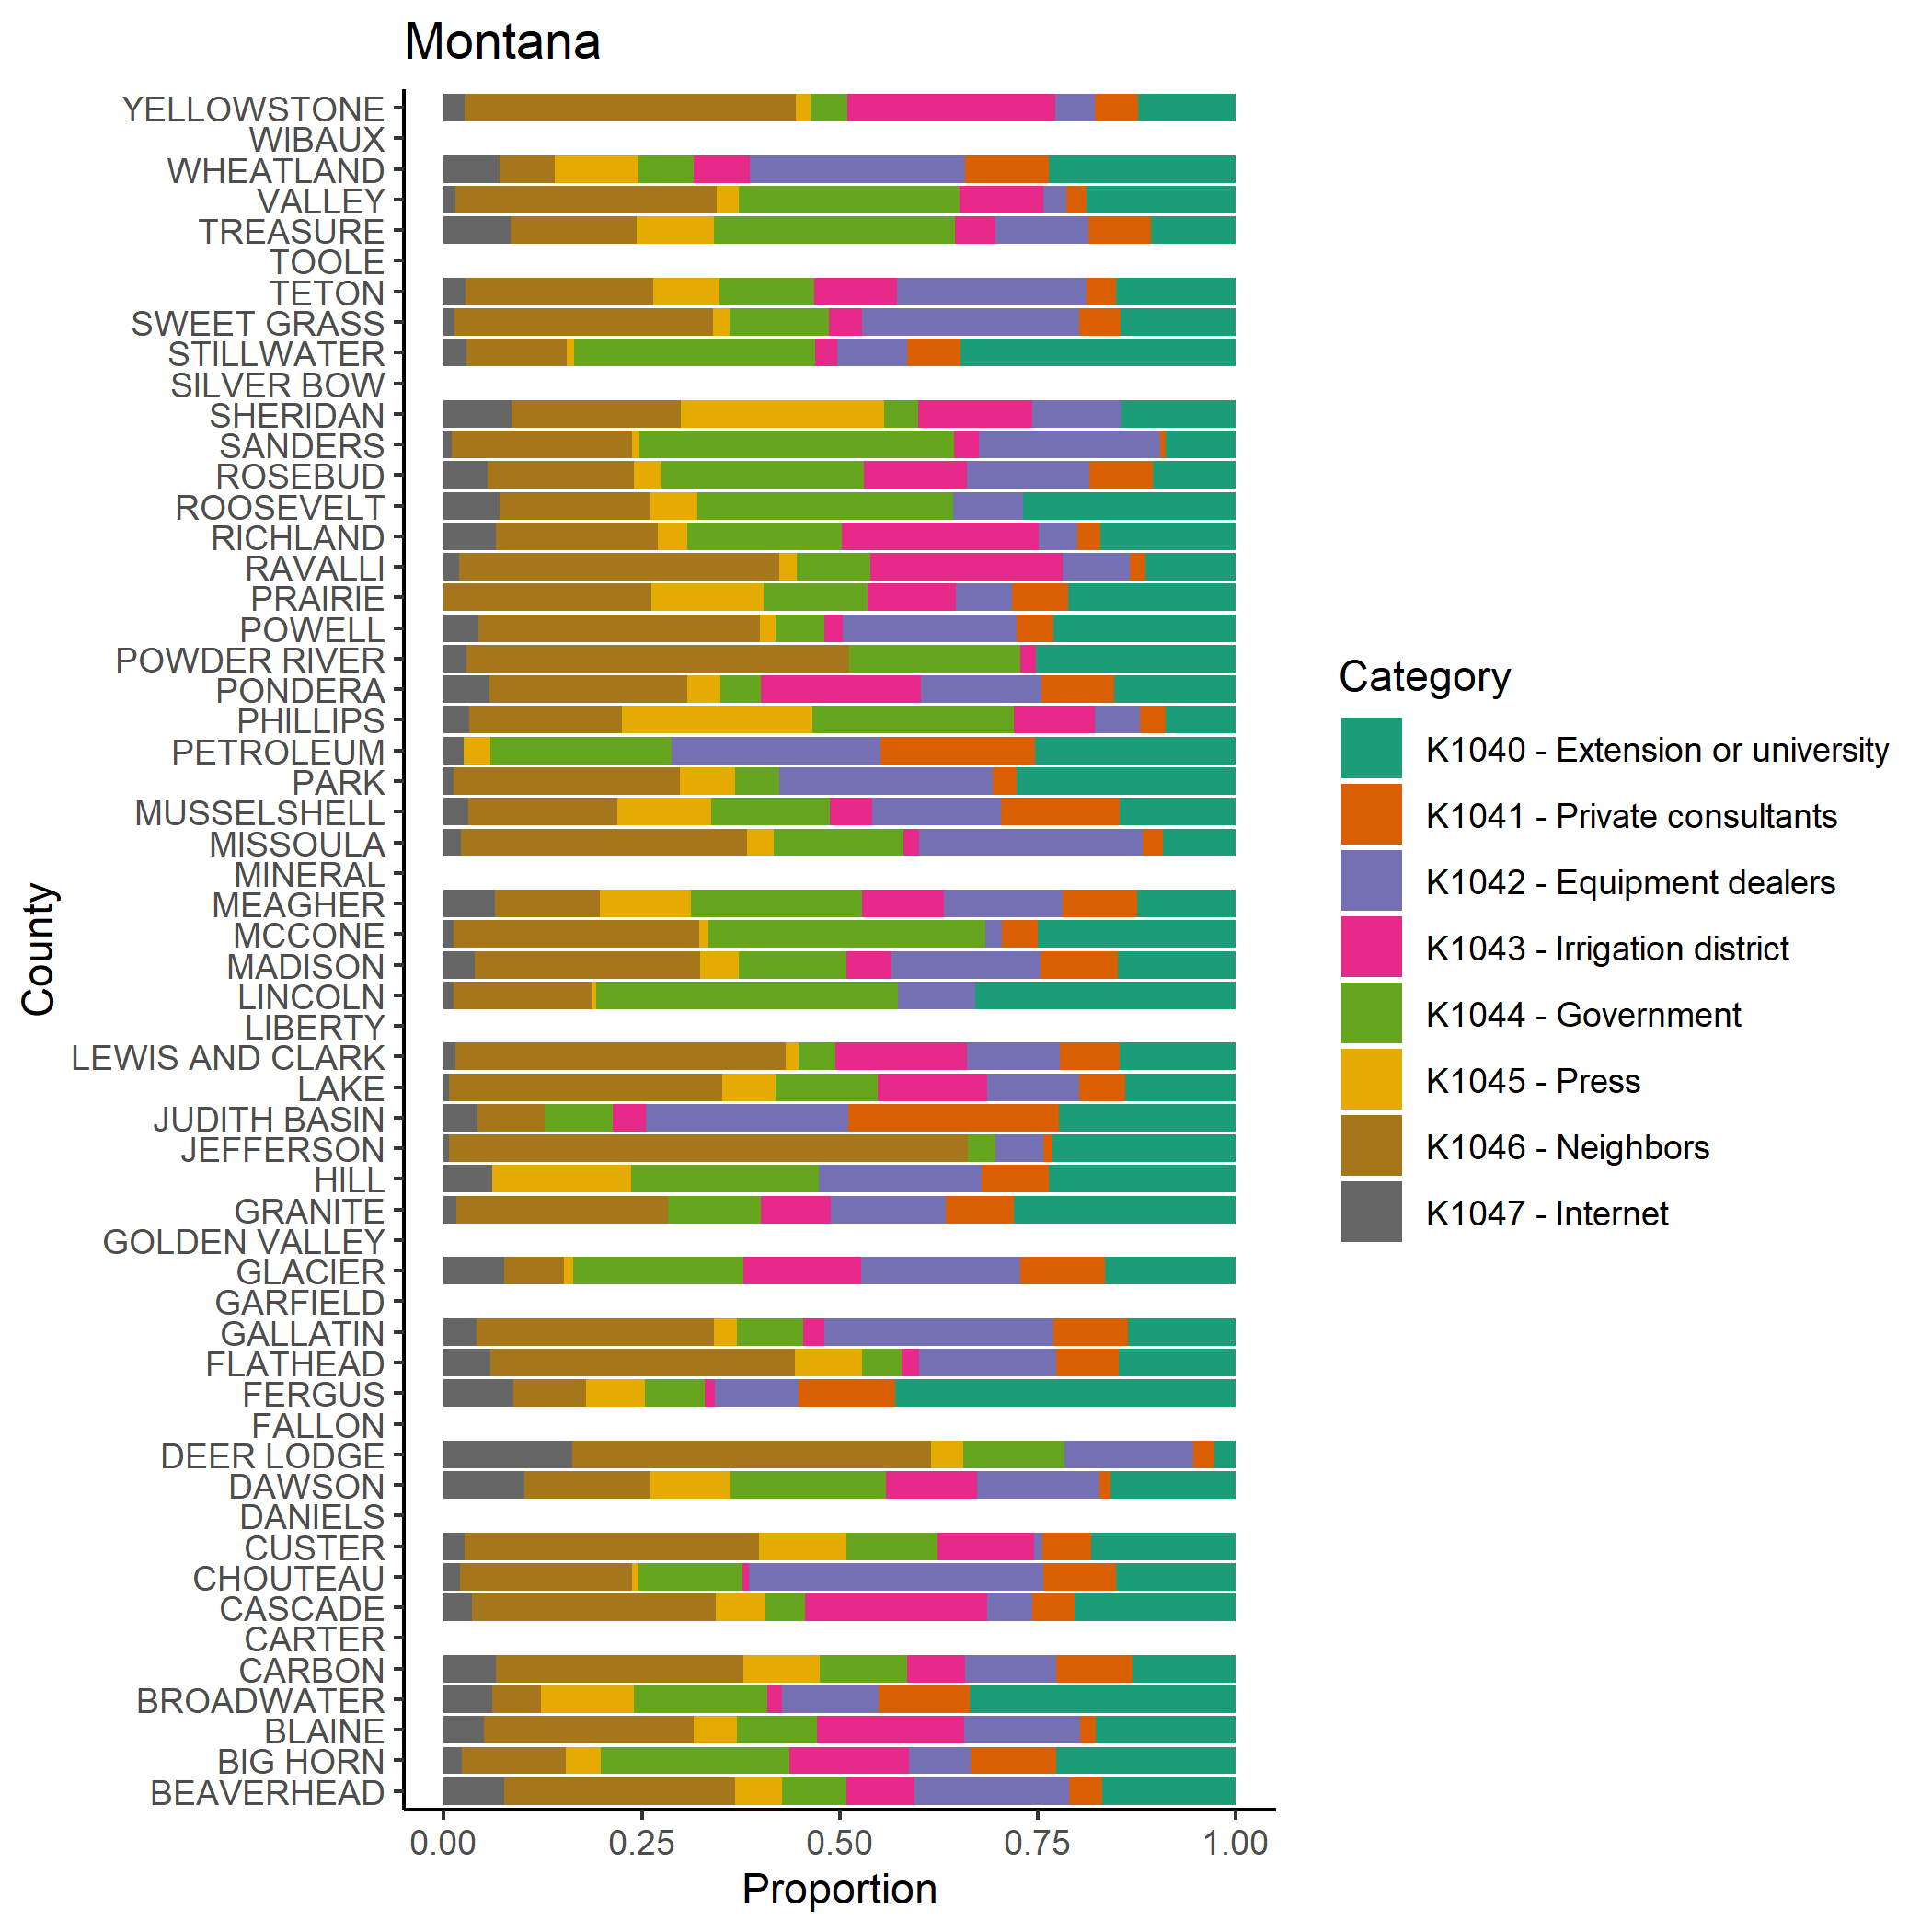 Montana
YELLOWSTONE
WIBAUX
WHEATLAND
VALLEY
TREASURE
TOOLE
TETON
SWEET GRASS
STILLWATER
SILVER BOW
SHERIDAN
SANDERS
ROSEBUD
ROOSEVELT
RICHLAND
RAVALLI
PRAIRIE
POWELL
POWDER RIVER
PONDERA
PHILLIPS
PETROLEUM
PARK
MUSSELSHELL
MISSOULA
MINERAL
MEAGHER
MCCONE
MADISON
LINCOLN
LIBERTY
LEWIS AND CLARK
LAKE
JUDITH BASIN
JEFFERSON
HILL
GRANITE
GOLDEN VALLEY
GLACIER
GARFIELD
GALLATIN
FLATHEAD
FERGUS
FALLON
DEER LODGE
DAWSON
DANIELS
CUSTER
CHOUTEAU
CASCADE
CARTER
CARBON
BROADWATER
BLAINE
BIG HORN
BEAVERHEAD
County
0.00 0.25 0.50 0.75 1.00
Proportion
Category
K1040 - Extension or university
K1041 - Private consultants
K1042 - Equipment dealers
K1043 - Irrigation district
K1044 - Government
K1045 - Press
K1046 - Neighbors
K1047 - Internet